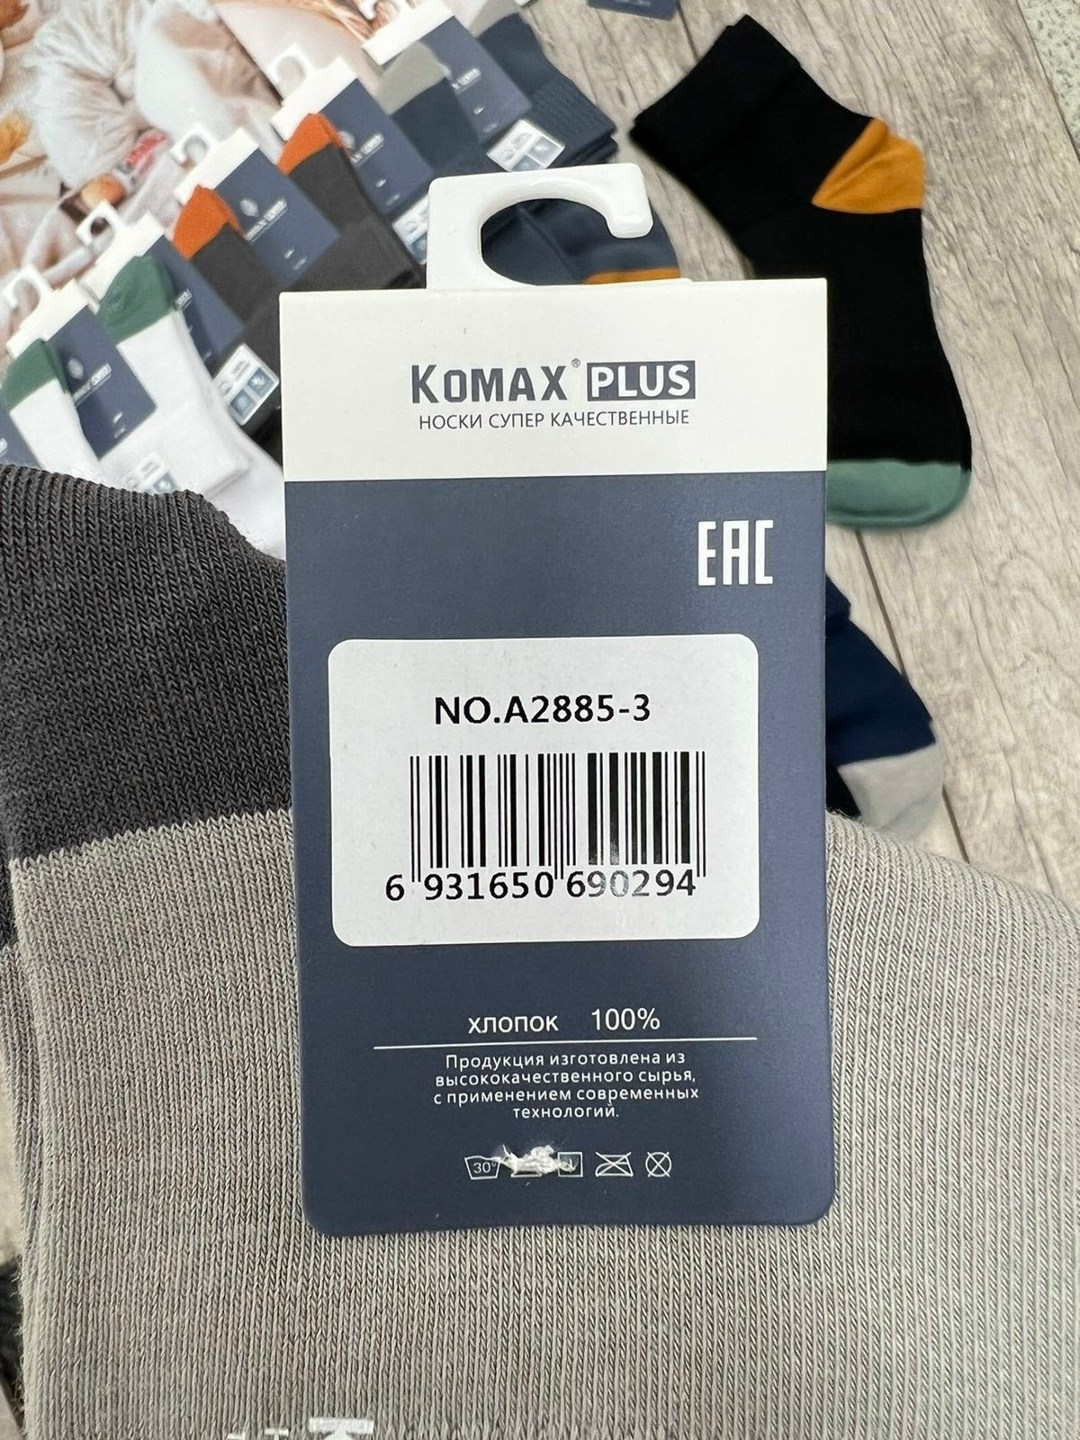 KOMAX® PLUS
НОСКИ СУПЕР КАЧЕСТВЕННЫЕ
EAC
NO.A2885-3
6 931650 690294
хлопок 100%
Продукция изготовлена из
высококачественного сырья,
с применением современных
технологий.
30°